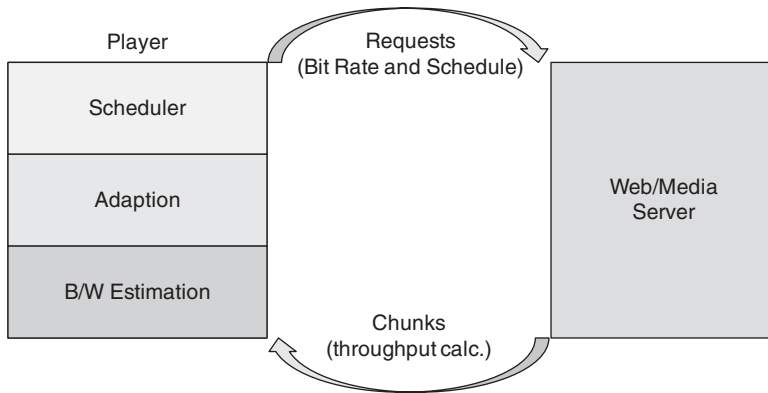 Player
Requests
(Bit Rate and Schedule)
Scheduler
Adaption
B/W Estimation
Web/Media
Server
Chunks
(throughput calc.)